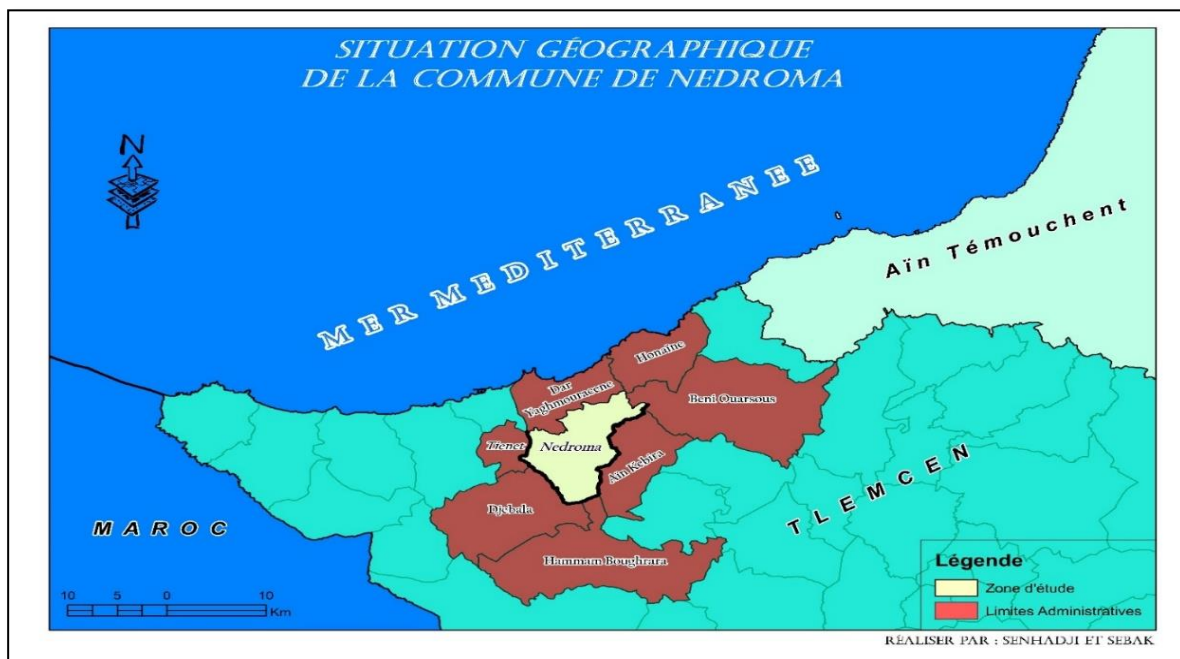 SITUATION GÉOGRAPHIQUE
DE LA COMMUNE DE NEDROMA
N
MER MEDITERRANEE
Aïn Témouchent
Honaine
Dar
Yaghmouracene
Beni Ouarsous
Tienet
Nedroma
Aïn Kebira
Djebala
TLEMCEN
MAROC
Hammam Boughrara
Légende
Zone d'étude
Limites Administratives
10 5 0 10
Km
RÉALISER PAR : SENHADJI ET SEBAK